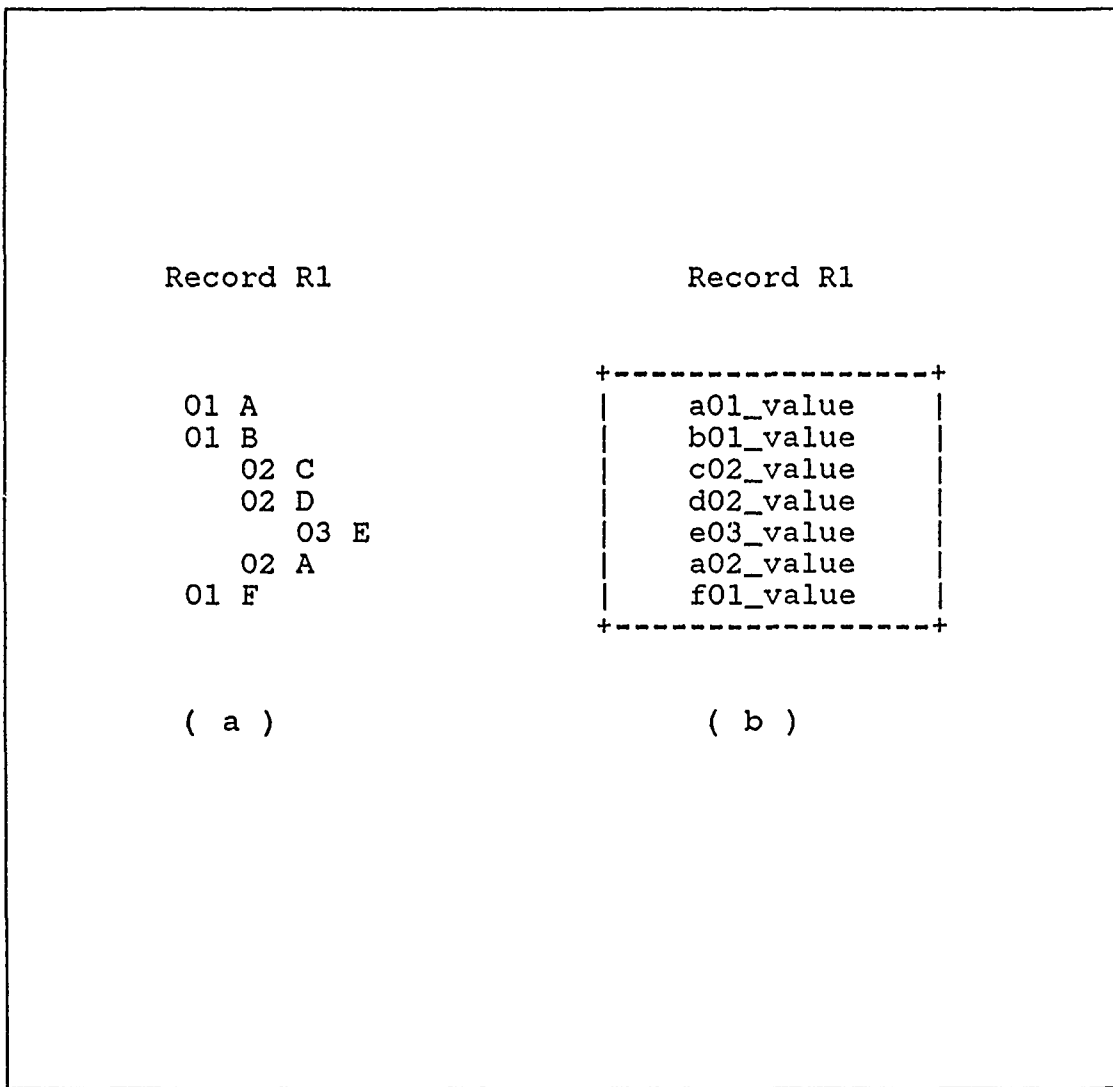 Record R1
01 A
01 B
02 C
02 D
03 E
02 A
01 F
( a )
Record R1
+-----------------+
| a01_value |
| b01_value |
| c02_value |
| d02_value |
| e03_value |
| a02_value |
| f01_value |
+-----------------+
( b )